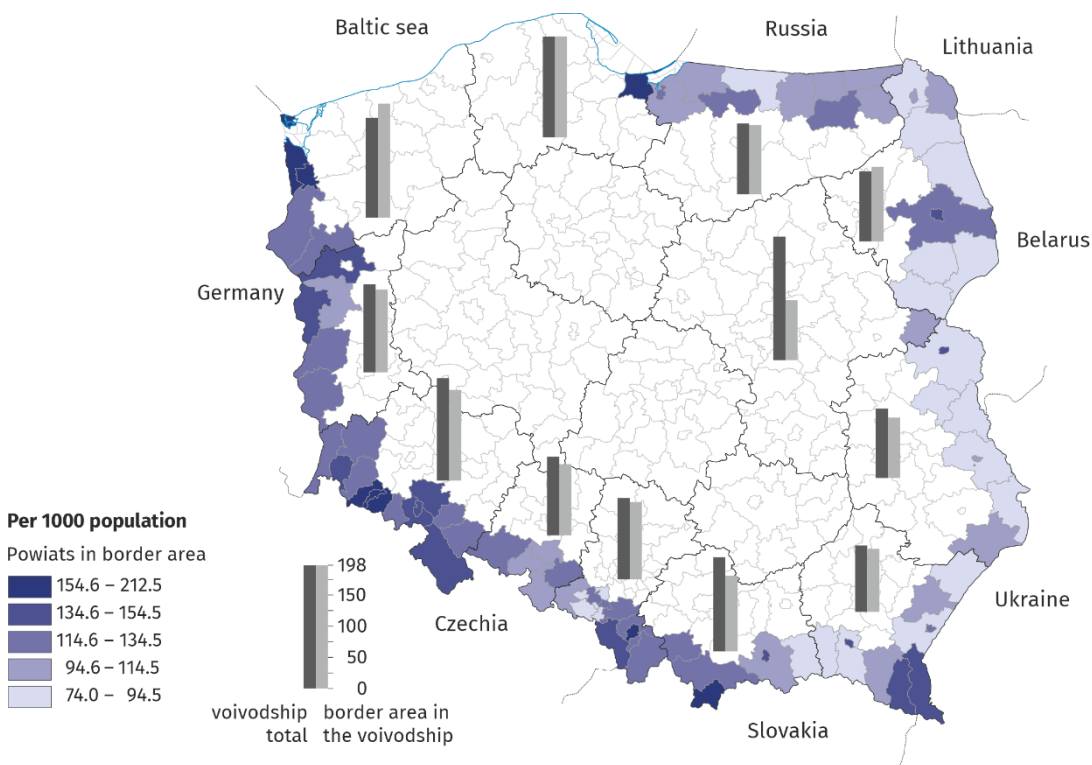 Baltic sea
Russia
Lithuania
Belarus
Germany
Ukraine
Czechia
Slovakia
Per 1000 population
Powiats in border area
154.6 – 212.5
134.6 – 154.5
114.6 – 134.5
94.6 – 114.5
74.0 – 94.5
198
150
100
50
0
voivodship border area in
total the voivodship